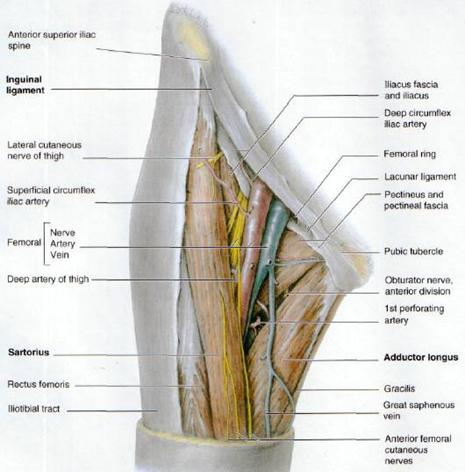 Anterior superior iliac
spine
Inguinal
ligament
Lateral cutaneous
nerve of thigh
Superficial circumflex
iliac artery
Femoral
Nerve
Artery
Vein
Deep artery of thigh
Sartorius
Rectus femoris
Iliotibial tract
Iliacus fascia
and iliacus
Deep circumflex
iliac artery
Femoral ring
Lacunar ligament
Pectineus and
pectineal fascia
Pubic tubercle
Obturator nerve,
anterior division
1st perforating
artery
Adductor longus
Gracilis
Great saphenous
vein
Anterior femoral
cutaneous
nerves